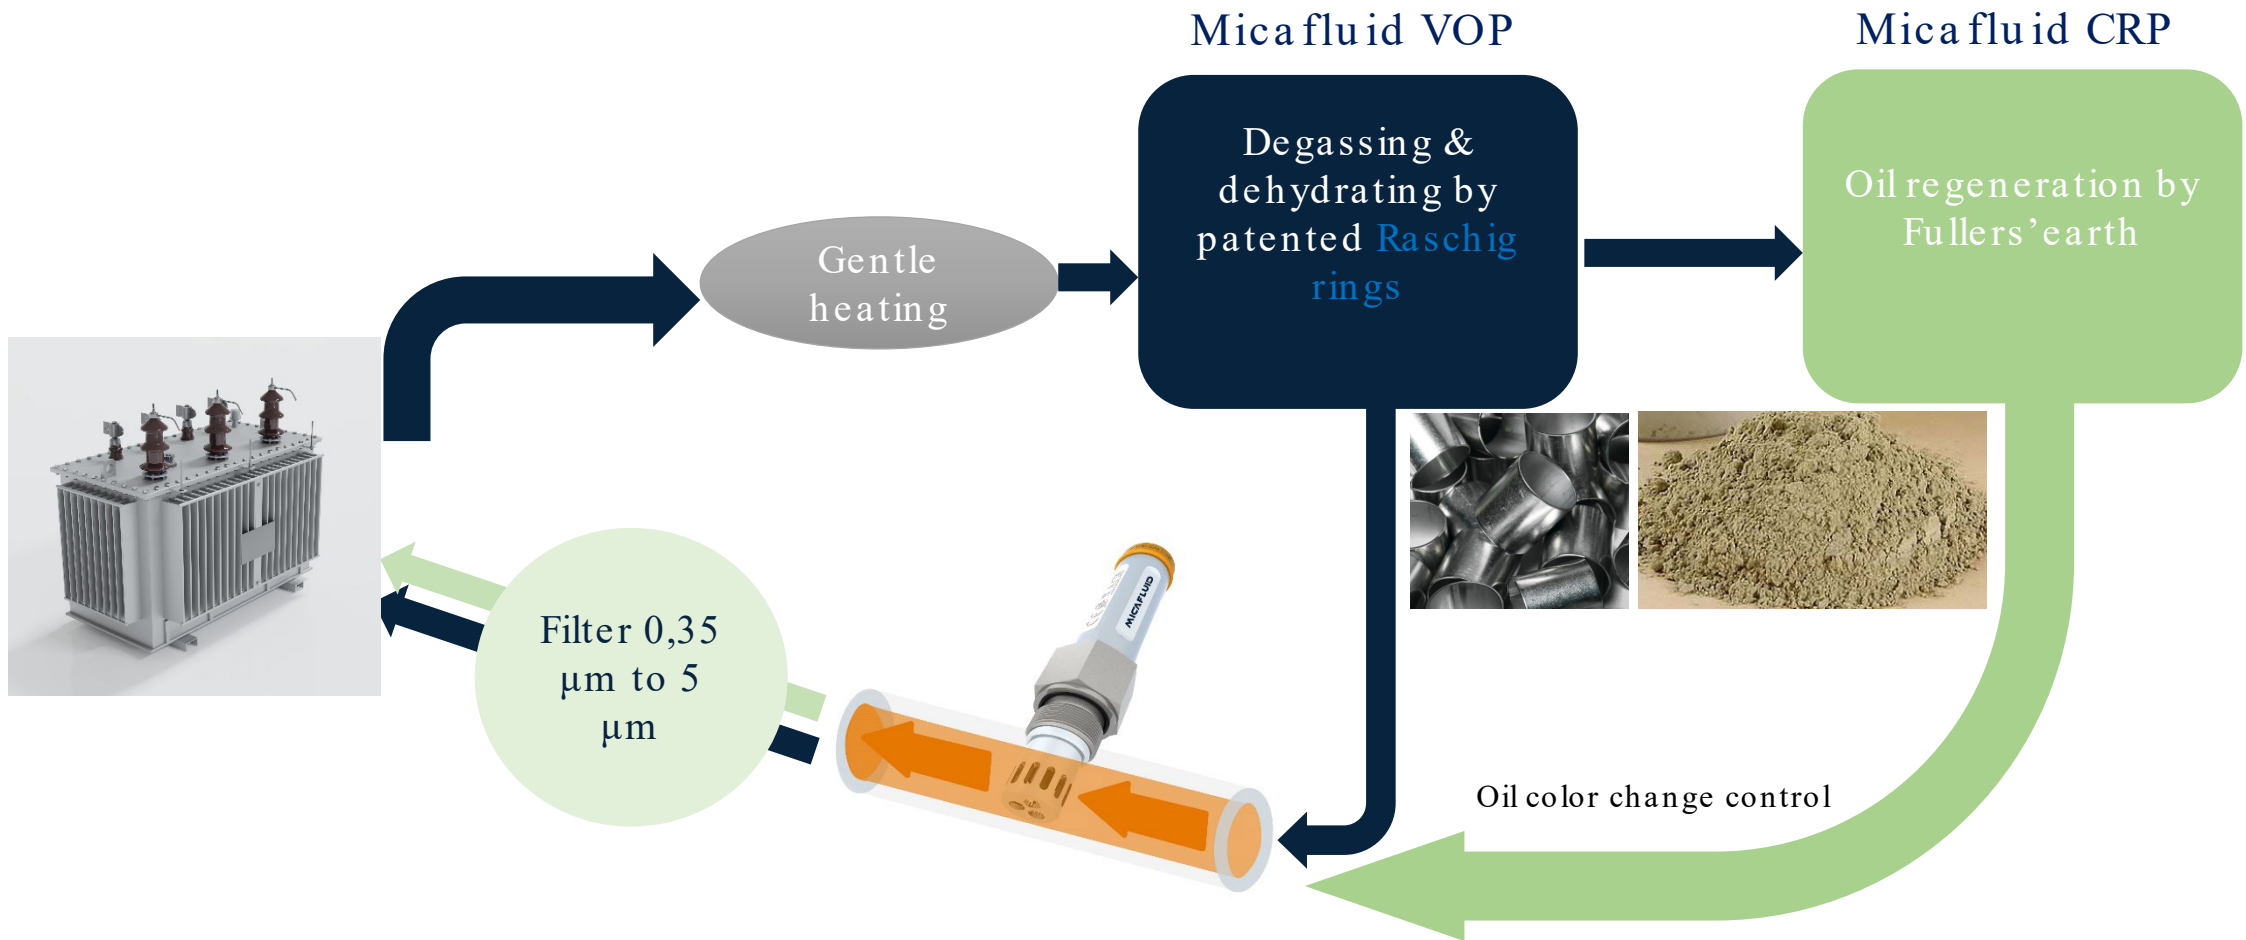 Micafluid VOP
Micafluid CRP
Degassing &
dehydrating by
patented Raschig
rings
Oil regeneration by
Fullers’ earth
Gentle
heating
MICAFLUID
Filter 0,35
µm to 5
µm
Oil color change control